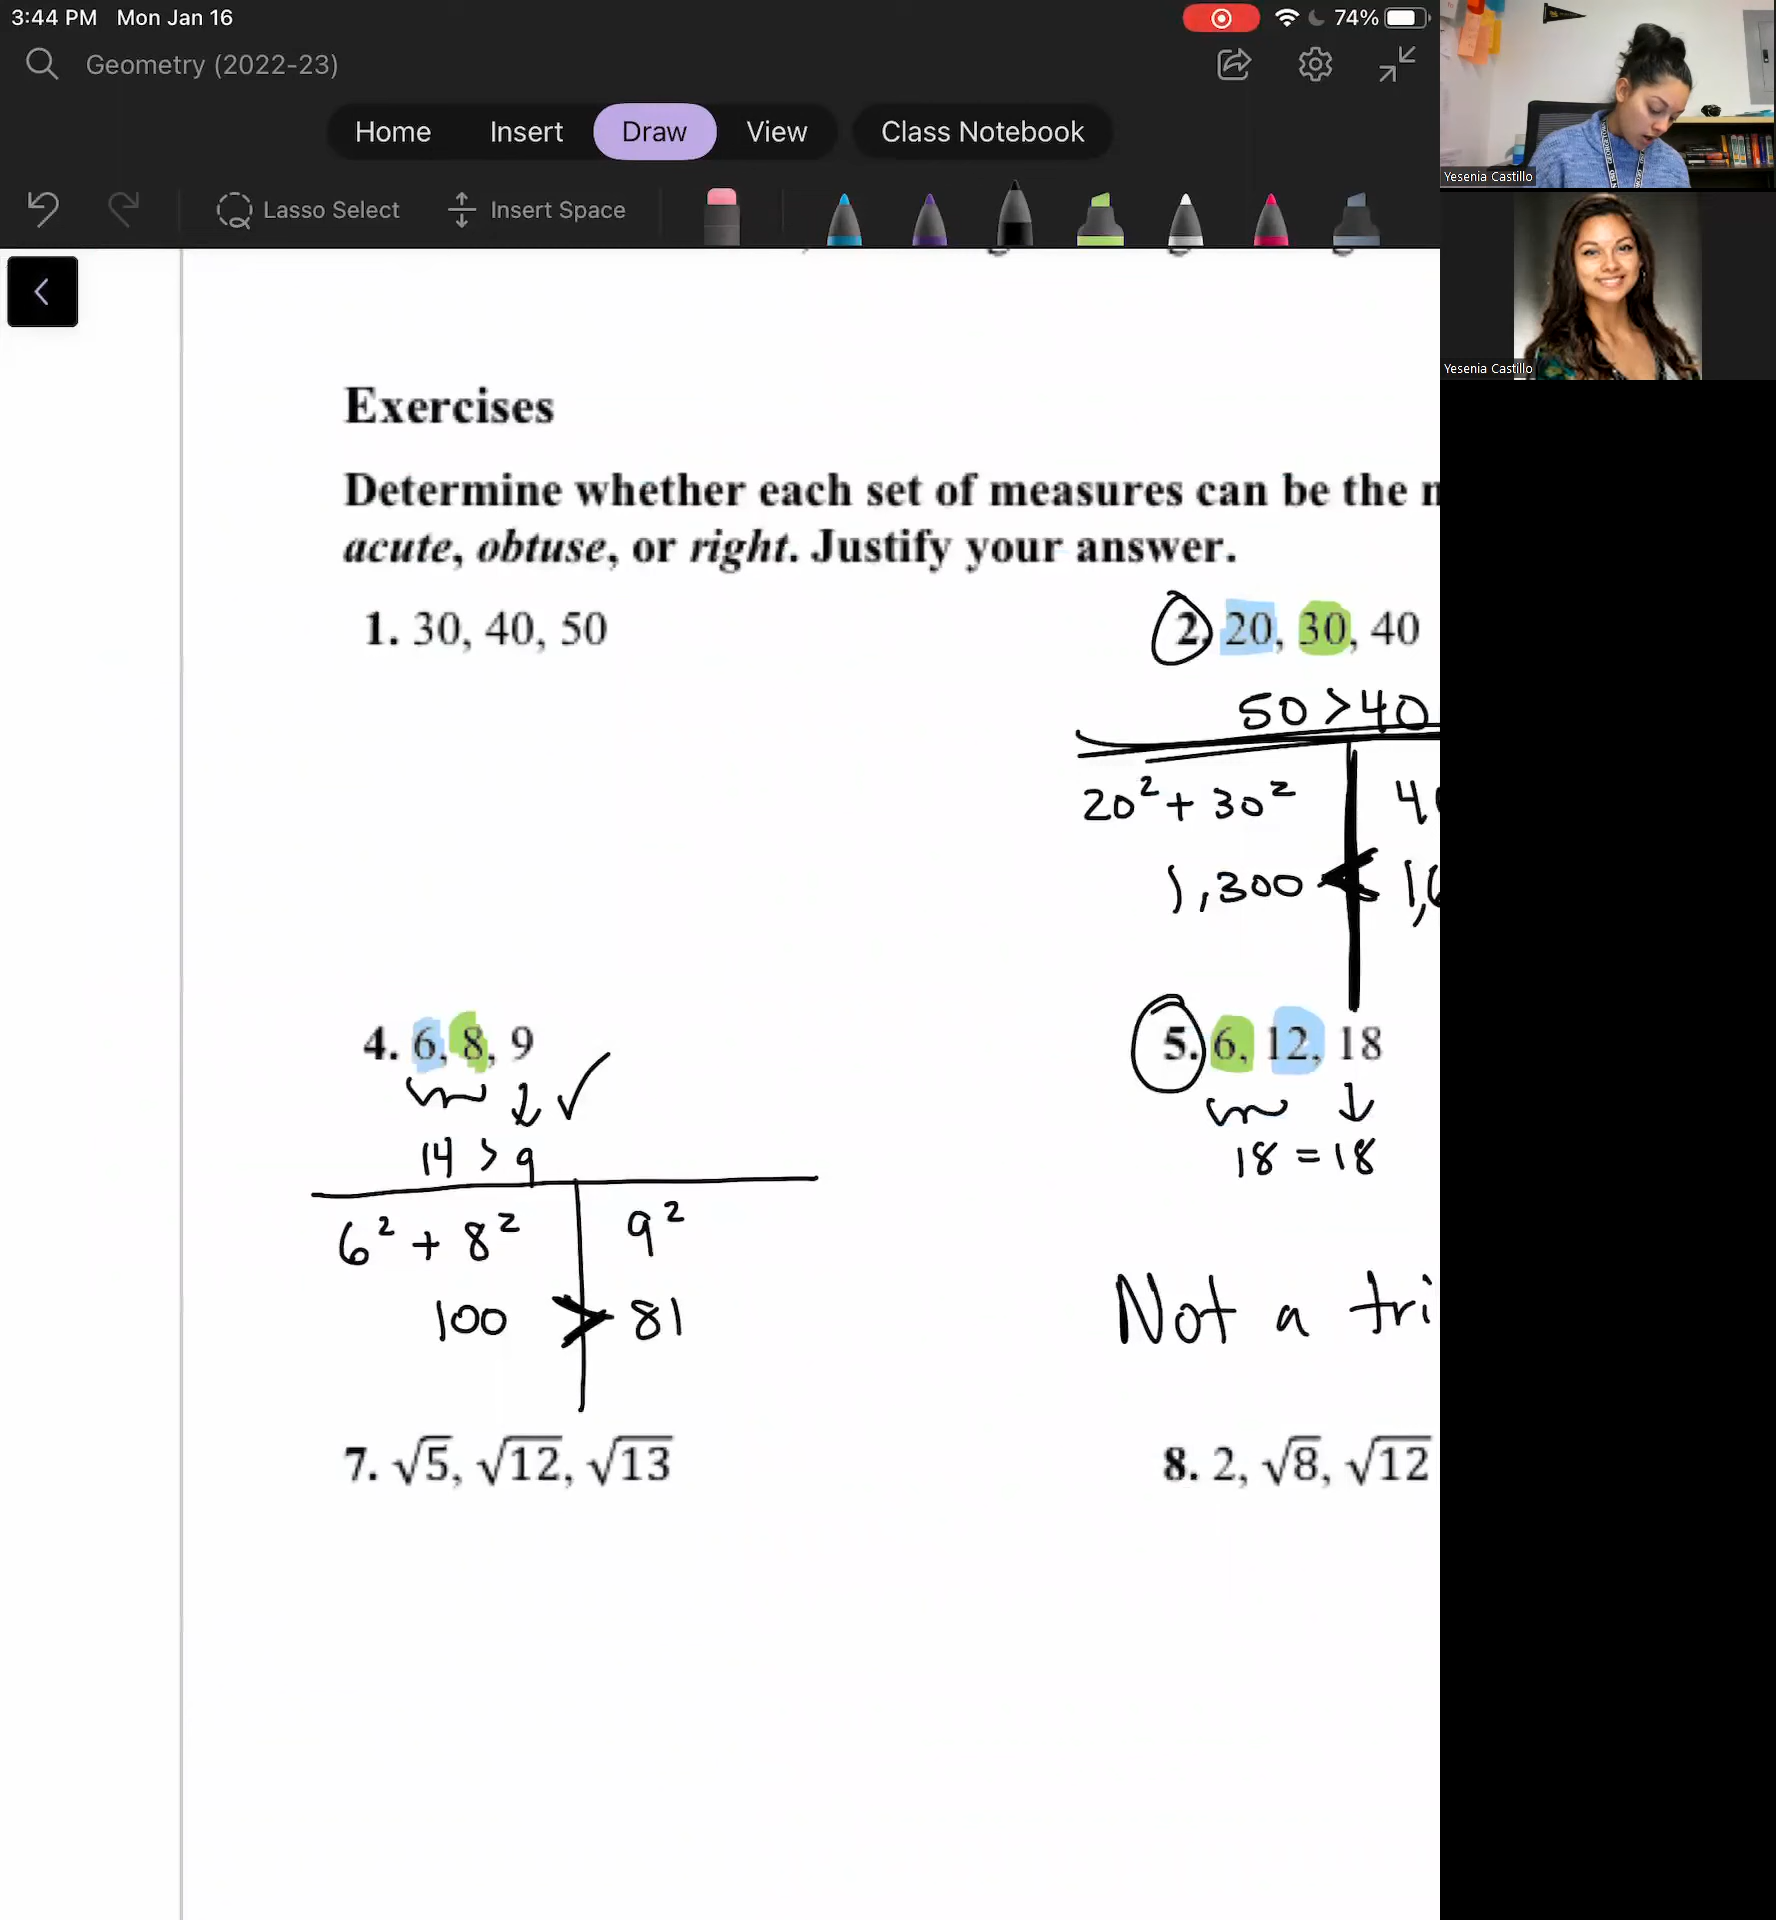 3:44 PM Mon Jan 16
74%
Geometry (2022-23)
Home Insert Draw View Class Notebook
Lasso Select Insert Space
Yesenia Castillo
Yesenia Castillo
Exercises
Determine whether each set of measures can be the
acute, obtuse, or right. Justify your answer.
1. 30, 40, 50
2. 20, 30, 40
50 > 40
20² + 30²
1,300 <
4. 6, 8, 9
14 > 9
6² + 8² 9²
100 > 81
5. 6, 12, 18
18 = 18
Not a tri
7. √5, √12, √13
8. 2, √8, √12